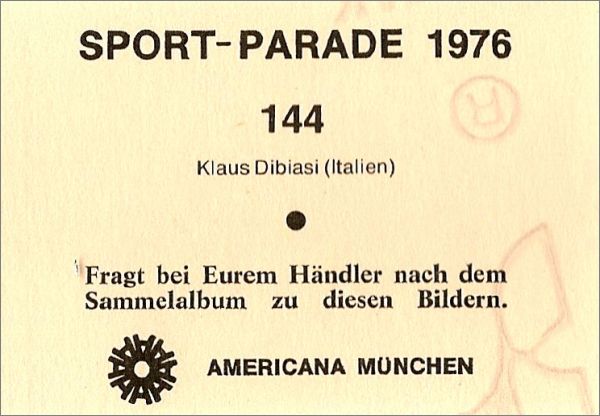 SPORT-PARADE 1976
144
Klaus Dibiasi (Italien)
Fragt bei Eurem Händler nach dem
Sammelalbum zu diesen Bildern.
AMERICANA MÜNCHEN